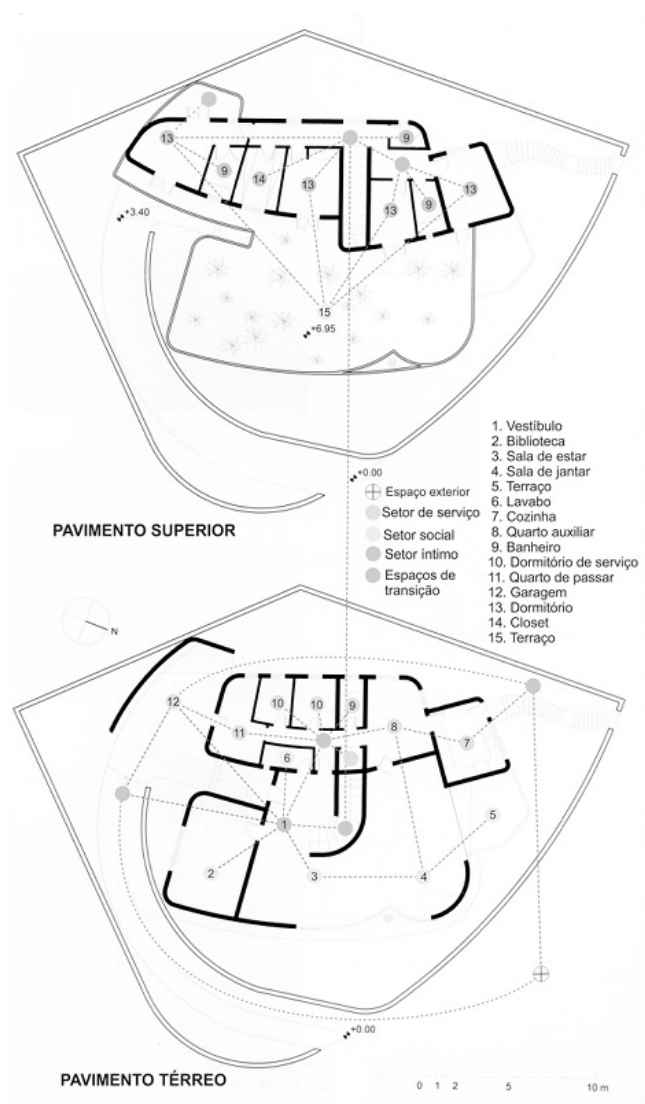 13
9
13
9
14
13
13
9
13
+3.40
15
+6.95
+0.00
PAVIMENTO SUPERIOR
Espaço exterior
Setor de serviço
Setor social
Setor íntimo
Espaços de
transição
1. Vestíbulo
2. Biblioteca
3. Sala de estar
4. Sala de jantar
5. Terraço
6. Lavabo
7. Cozinha
8. Quarto auxiliar
9. Banheiro
10. Dormitório de serviço
11. Quarto de passar
12. Garagem
13. Dormitório
14. Closet
15. Terraço
N
12
10
10
9
11
8
7
6
5
1
2
3
4
+0.00
PAVIMENTO TÉRREO
0 1 2 5 10 m